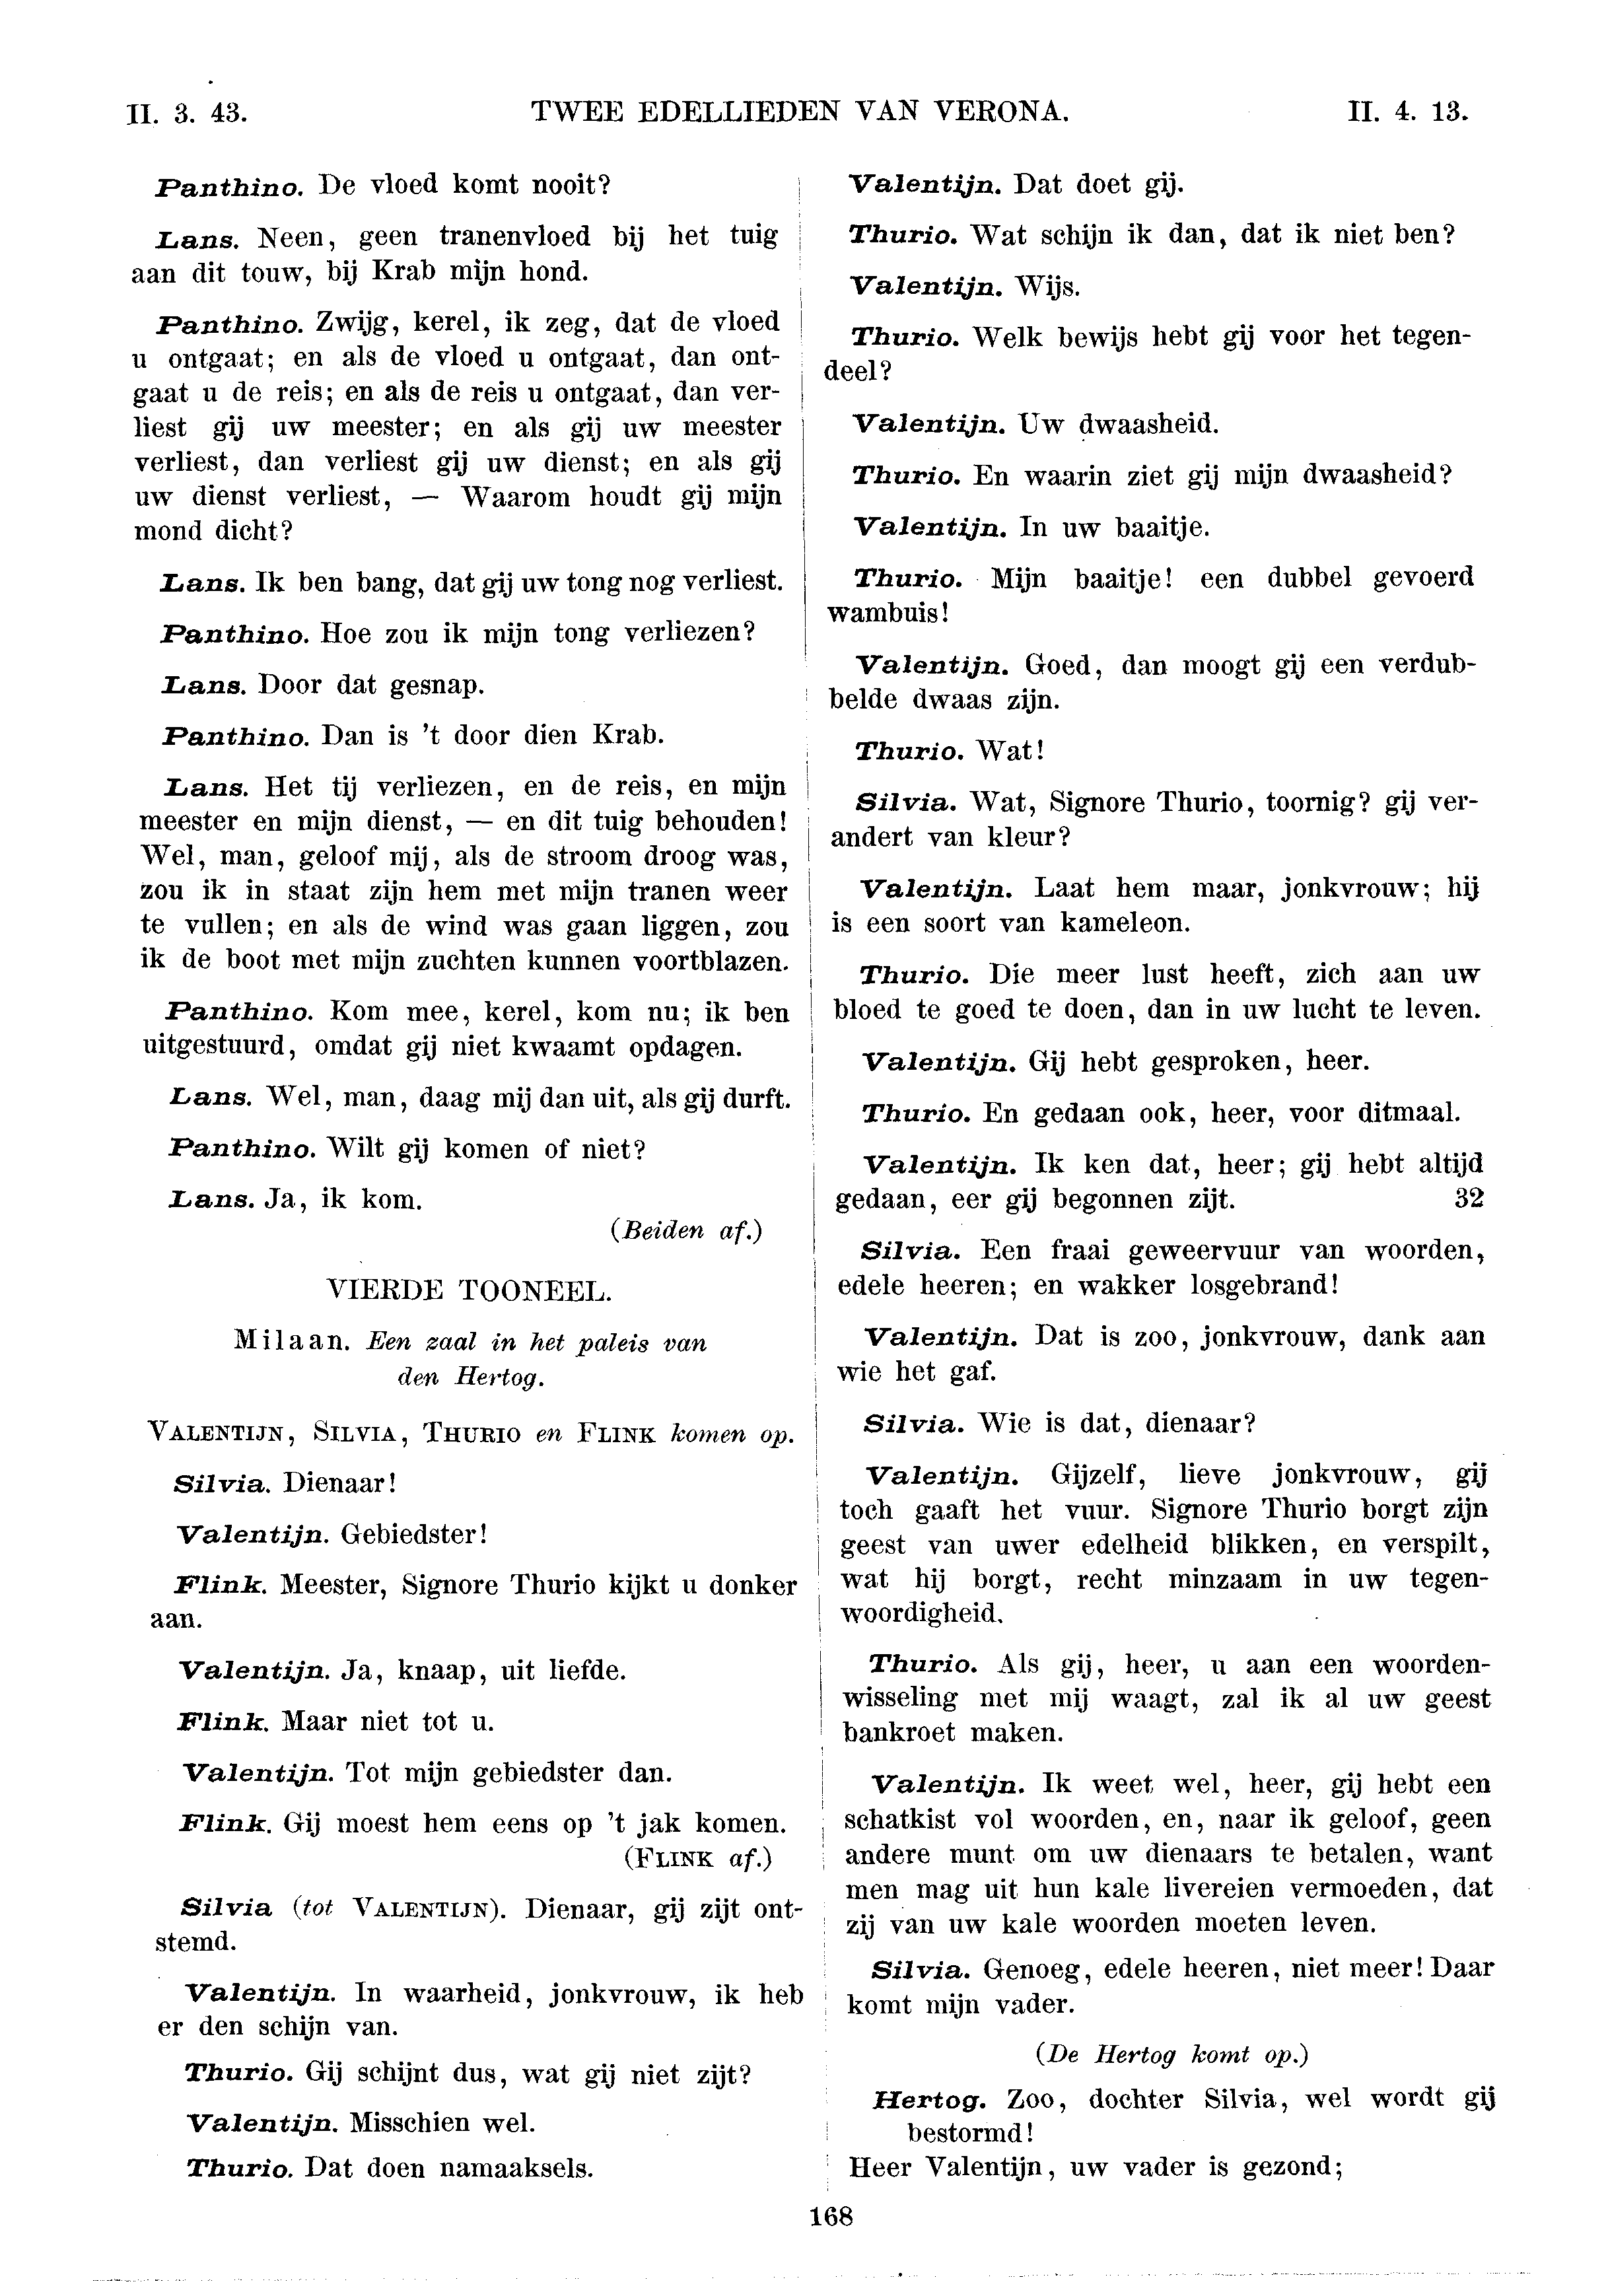 II. 3. 43.
TWEE EDELLIEDEN VAN VERONA.
II. 4. 13.
Panthino. De vloed komt nooit?
Lans. Neen, geen tranenvloed bij het tuig
aan dit touw, bij Krab mijn hond.
Panthino. Zwijg, kerel, ik zeg, dat de vloed
u ontgaat; en als de vloed u ontgaat, dan ont-
gaat u de reis; en als de reis u ontgaat, dan ver-
liest gij uw meester; en als gij uw meester
verliest, dan verliest gij uw dienst; en als gij
uw dienst verliest, — Waarom houdt gij mijn
mond dicht?
Lans. Ik ben bang, dat gij uw tong nog verliest.
Panthino. Hoe zou ik mijn tong verliezen?
Lans. Door dat gesnap.
Panthino. Dan is 't door dien Krab.
Lans. Het tij verliezen, en de reis, en mijn
meester en mijn dienst, — en dit tuig behouden!
Wel, man, geloof mij, als de stroom droog was,
zou ik in staat zijn hem met mijn tranen weer
te vullen; en als de wind was gaan liggen, zou
ik de boot met mijn zuchten kunnen voortblazen.
Panthino. Kom mee, kerel, kom nu; ik ben
uitgestuurd, omdat gij niet kwaamt opdagen.
Lans. Wel, man, daag mij dan uit, als gij durft.
Panthino. Wilt gij komen of niet?
Lans. Ja, ik kom.
(Beiden af.)
VIERDE TOONEEL.
Milaan. Een zaal in het paleis van
den Hertog.
VALENTIJN, SILVIA, THURIO en FLINK komen op.
Silvia. Dienaar!
Valentijn. Gebiedster!
Flink. Meester, Signore Thurio kijkt u donker
aan.
Valentijn. Ja, knaap, uit liefde.
Flink. Maar niet tot u.
Valentijn. Tot mijn gebiedster dan.
Flink. Gij moest hem eens op 't jak komen.
(FLINK af.)
Silvia (tot VALENTIJN). Dienaar, gij zijt ont-
stemd.
Valentijn. In waarheid, jonkvrouw, ik heb
er den schijn van.
Thurio. Gij schijnt dus, wat gij niet zijt?
Valentijn. Misschien wel.
Thurio. Dat doen namaaksels.
Valentijn. Dat doet gij.
Thurio. Wat schijn ik dan, dat ik niet ben?
Valentijn. Wijs.
Thurio. Welk bewijs hebt gij voor het tegen-
deel?
Valentijn. Uw dwaasheid.
Thurio. En waarin ziet gij mijn dwaasheid?
Valentijn. In uw baaitje.
Thurio. Mijn baaitje! een dubbel gevoerd
wambuis!
Valentijn. Goed, dan moogt gij een verdub-
belde dwaas zijn.
Thurio. Wat!
Silvia. Wat, Signore Thurio, toornig? gij ver-
andert van kleur?
Valentijn. Laat hem maar, jonkvrouw; hij
is een soort van kameleon.
Thurio. Die meer lust heeft, zich aan uw
bloed te goed te doen, dan in uw lucht te leven.
Valentijn. Gij hebt gesproken, heer.
Thurio. En gedaan ook, heer, voor ditmaal.
Valentijn. Ik ken dat, heer; gij hebt altijd
gedaan, eer gij begonnen zijt. 32
Silvia. Een fraai geweervuur van woorden,
edele heeren; en wakker losgebrand!
Valentijn. Dat is zoo, jonkvrouw, dank aan
wie het gaf.
Silvia. Wie is dat, dienaar?
Valentijn. Gijzelf, lieve jonkvrouw, gij
toch gaaft het vuur. Signore Thurio borgt zijn
geest van uwer edelheid blikken, en verspilt,
wat hij borgt, recht minzaam in uw tegen-
woordigheid.
Thurio. Als gij, heer, u aan een woorden-
wisseling met mij waagt, zal ik al uw geest
bankroet maken.
Valentijn. Ik weet wel, heer, gij hebt een
schatkist vol woorden, en, naar ik geloof, geen
andere munt om uw dienaars te betalen, want
men mag uit hun kale livereien vermoeden, dat
zij van uw kale woorden moeten leven.
Silvia. Genoeg, edele heeren, niet meer! Daar
komt mijn vader.
(De Hertog komt op.)
Hertog. Zoo, dochter Silvia, wel wordt gij
bestormd!
Heer Valentijn, uw vader is gezond;
168